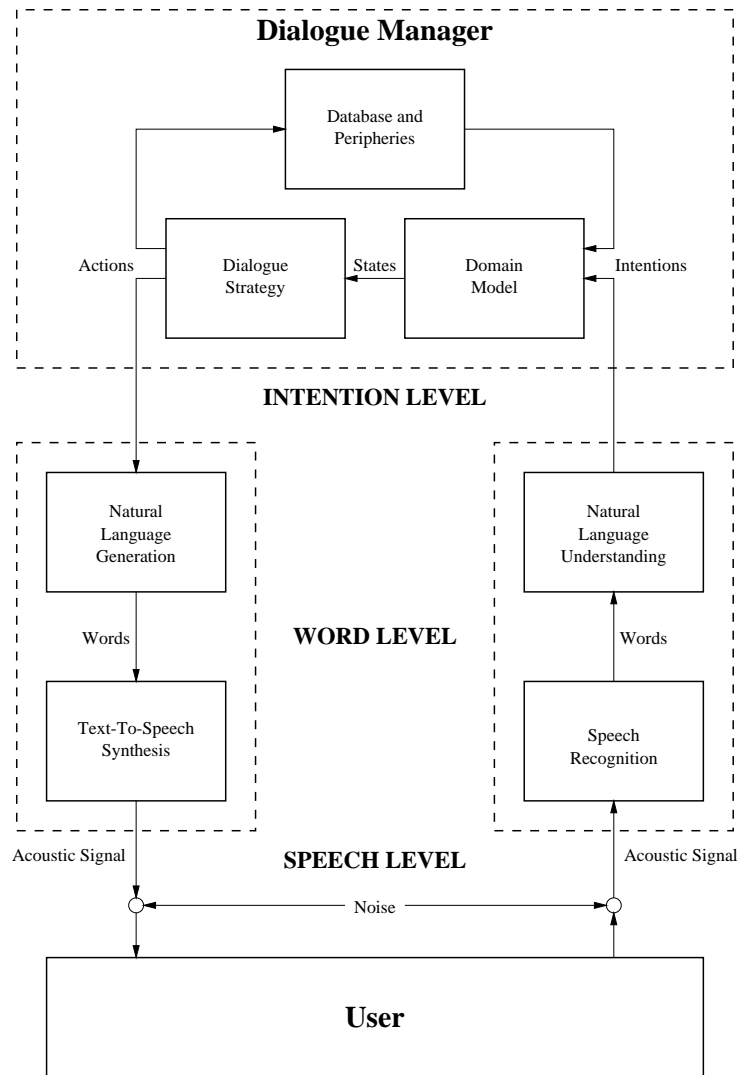 Dialogue Manager
Database and
Peripheries
Actions
Dialogue
Strategy
States
Domain
Model
Intentions
INTENTION LEVEL
Natural
Language
Generation
Natural
Language
Understanding
Words
WORD LEVEL
Words
Text-To-Speech
Synthesis
Speech
Recognition
Acoustic Signal
SPEECH LEVEL
Acoustic Signal
Noise
User